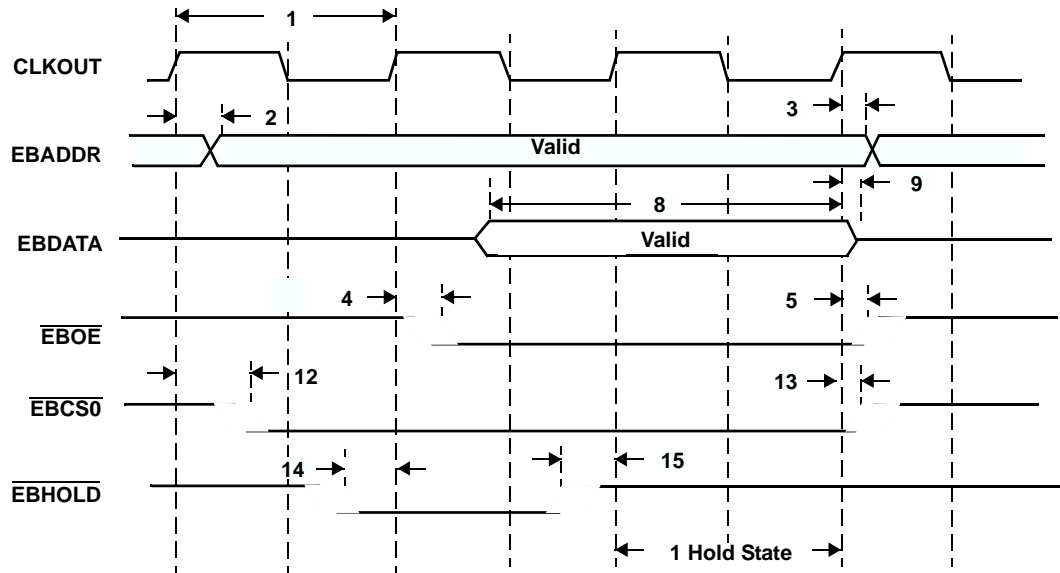 1
CLKOUT
2
3
EBADDR
Valid
9
8
EBDATA
Valid
4
5
EBOE
12
13
EBCS0
14
15
EBHOLD
1 Hold State